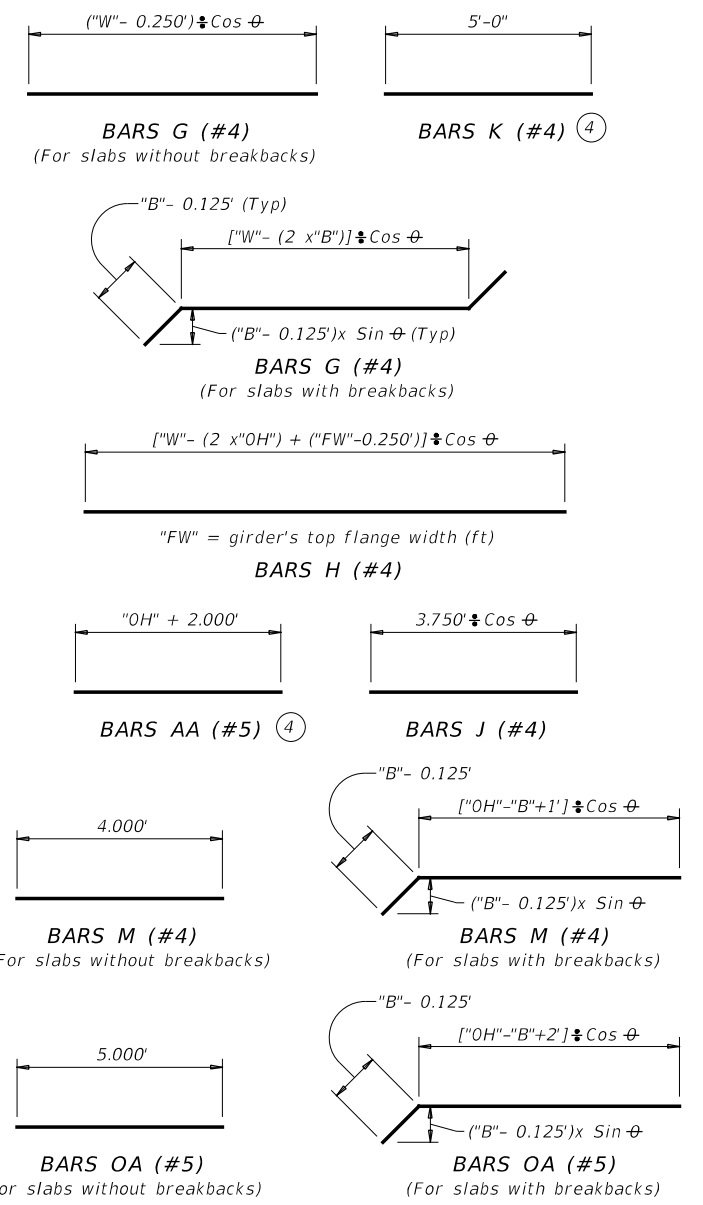 ("W"- 0.250')÷Cos θ
BARS G (#4)
(For slabs without breakbacks)
5'-0"
BARS K (#4) 4
"B"- 0.125' (Typ)
["W"- (2 x"B")]÷Cos θ
("B"- 0.125')x Sin θ (Typ)
BARS G (#4)
(For slabs with breakbacks)
["W"- (2 x"OH") + ("FW"-0.250')]÷Cos θ
"FW" = girder's top flange width (ft)
BARS H (#4)
"OH" + 2.000'
BARS AA (#5) 4
3.750'÷Cos θ
BARS J (#4)
4.000'
BARS M (#4)
For slabs without breakbacks)
"B"- 0.125'
["OH"-"B"+1']÷Cos θ
("B"- 0.125')x Sin θ
BARS M (#4)
(For slabs with breakbacks)
5.000'
BARS OA (#5)
or slabs without breakbacks)
"B"- 0.125'
["OH"-"B"+2']÷Cos θ
("B"- 0.125')x Sin θ
BARS OA (#5)
(For slabs with breakbacks)